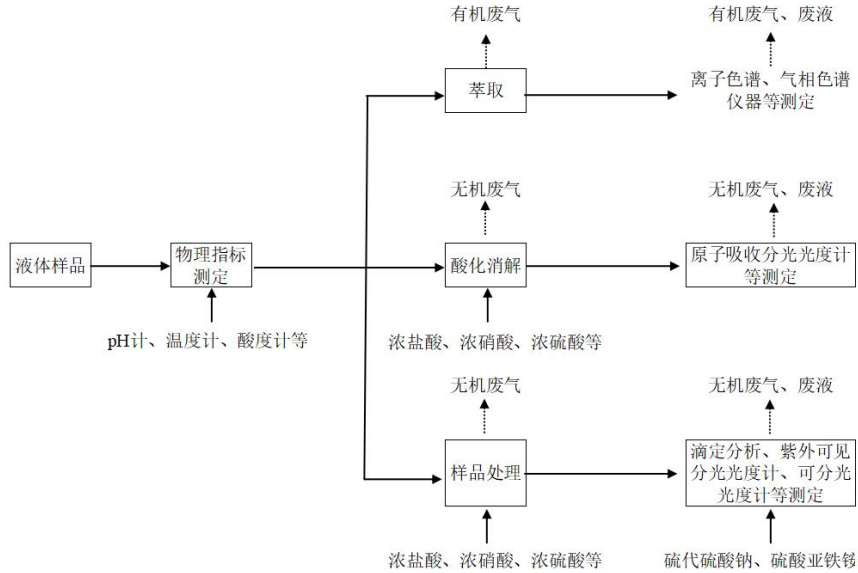 有机废气
有机废气、废液
萃取
离子色谱、气相色谱
仪器等测定
无机废气
无机废气、废液
液体样品
物理指标
测定
酸化消解
原子吸收分光光度计
等测定
pH计、温度计、酸度计等
浓盐酸、浓硝酸、浓硫酸等
无机废气
无机废气、废液
样品处理
滴定分析、紫外可见
分光光度计、可分光
光度计等测定
浓盐酸、浓硝酸、浓硫酸等
硫代硫酸钠、硫酸亚铁铵